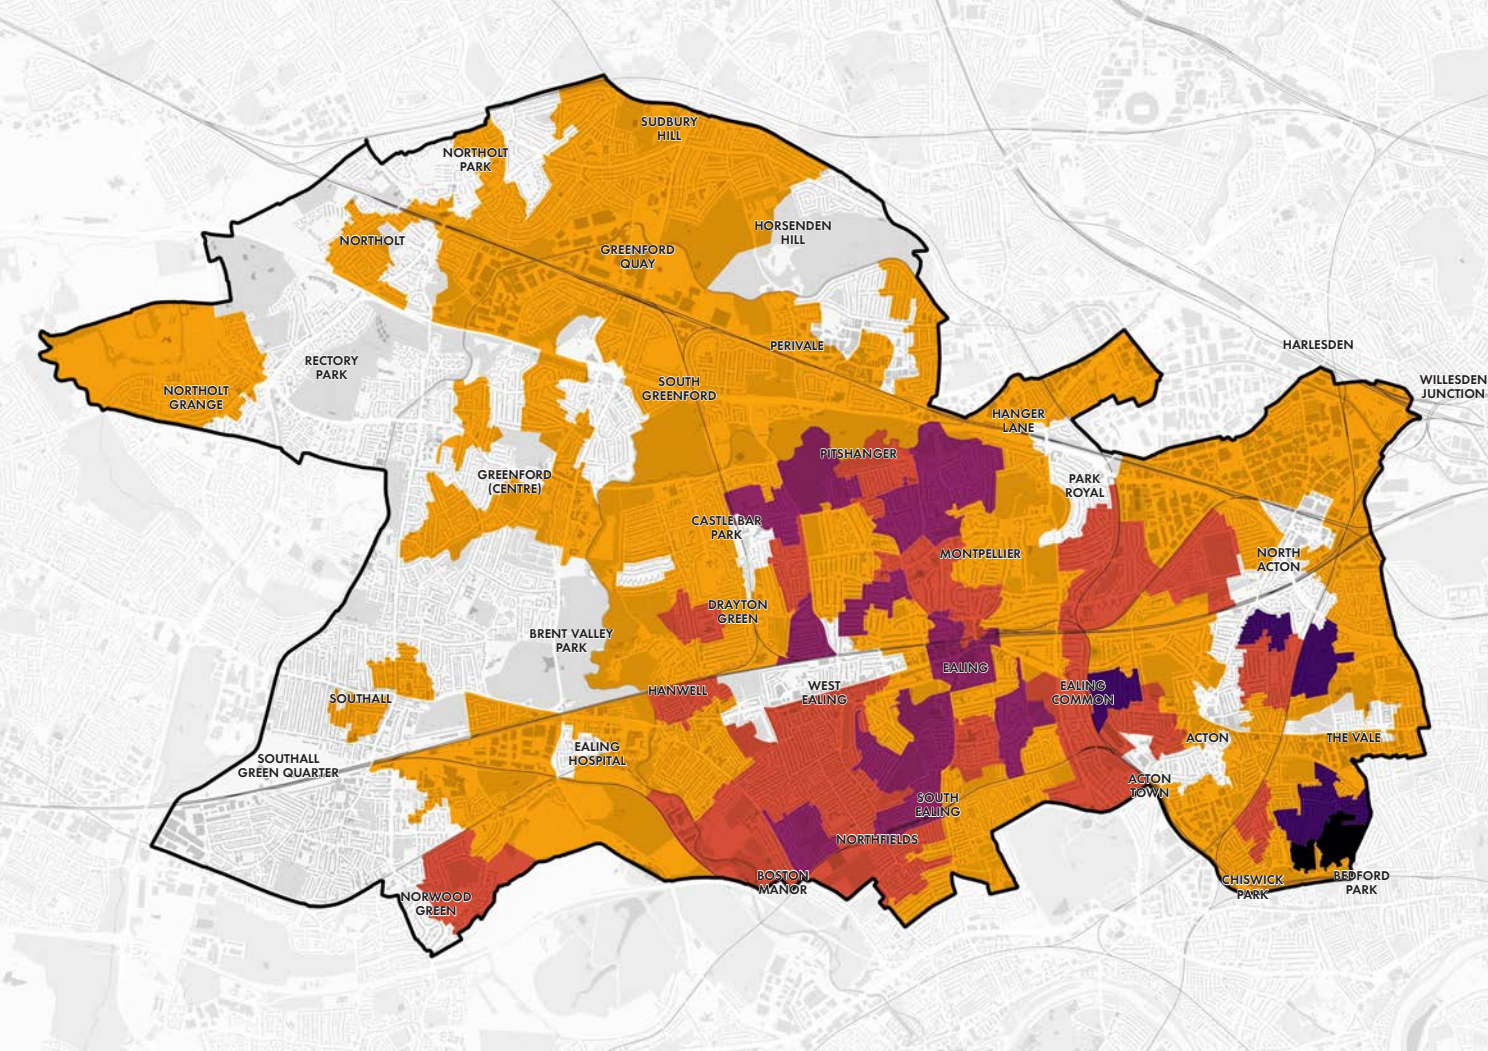 SUDBURY
HILL
NORTHOLT
PARK
HORSENDEN
HILL
NORTHOLT
GREENFORD
QUAY
HARLESDEN
PERIVALE
RECTORY
PARK
WILLESDEN
JUNCTION
SOUTH
GREENFORD
NORTHOLT
GRANGE
HANGER
LANE
PITSHANGER
GREENFORD
(CENTRE)
PARK
ROYAL
CASTLE BAR
PARK
MONTPELLIER
NORTH
ACTON
DRAYTON
GREEN
BRENT VALLEY
PARK
EALING
HANWELL
WEST
EALING
EALING
COMMON
SOUTHALL
ACTON
THE VALE
EALING
HOSPITAL
SOUTHALL
GREEN QUARTER
ACTON
TOWN
SOUTH
EALING
NORTHFIELDS
BOSTON
MANOR
CHISWICK
PARK
BEDFORD
PARK
NORWOOD
GREEN